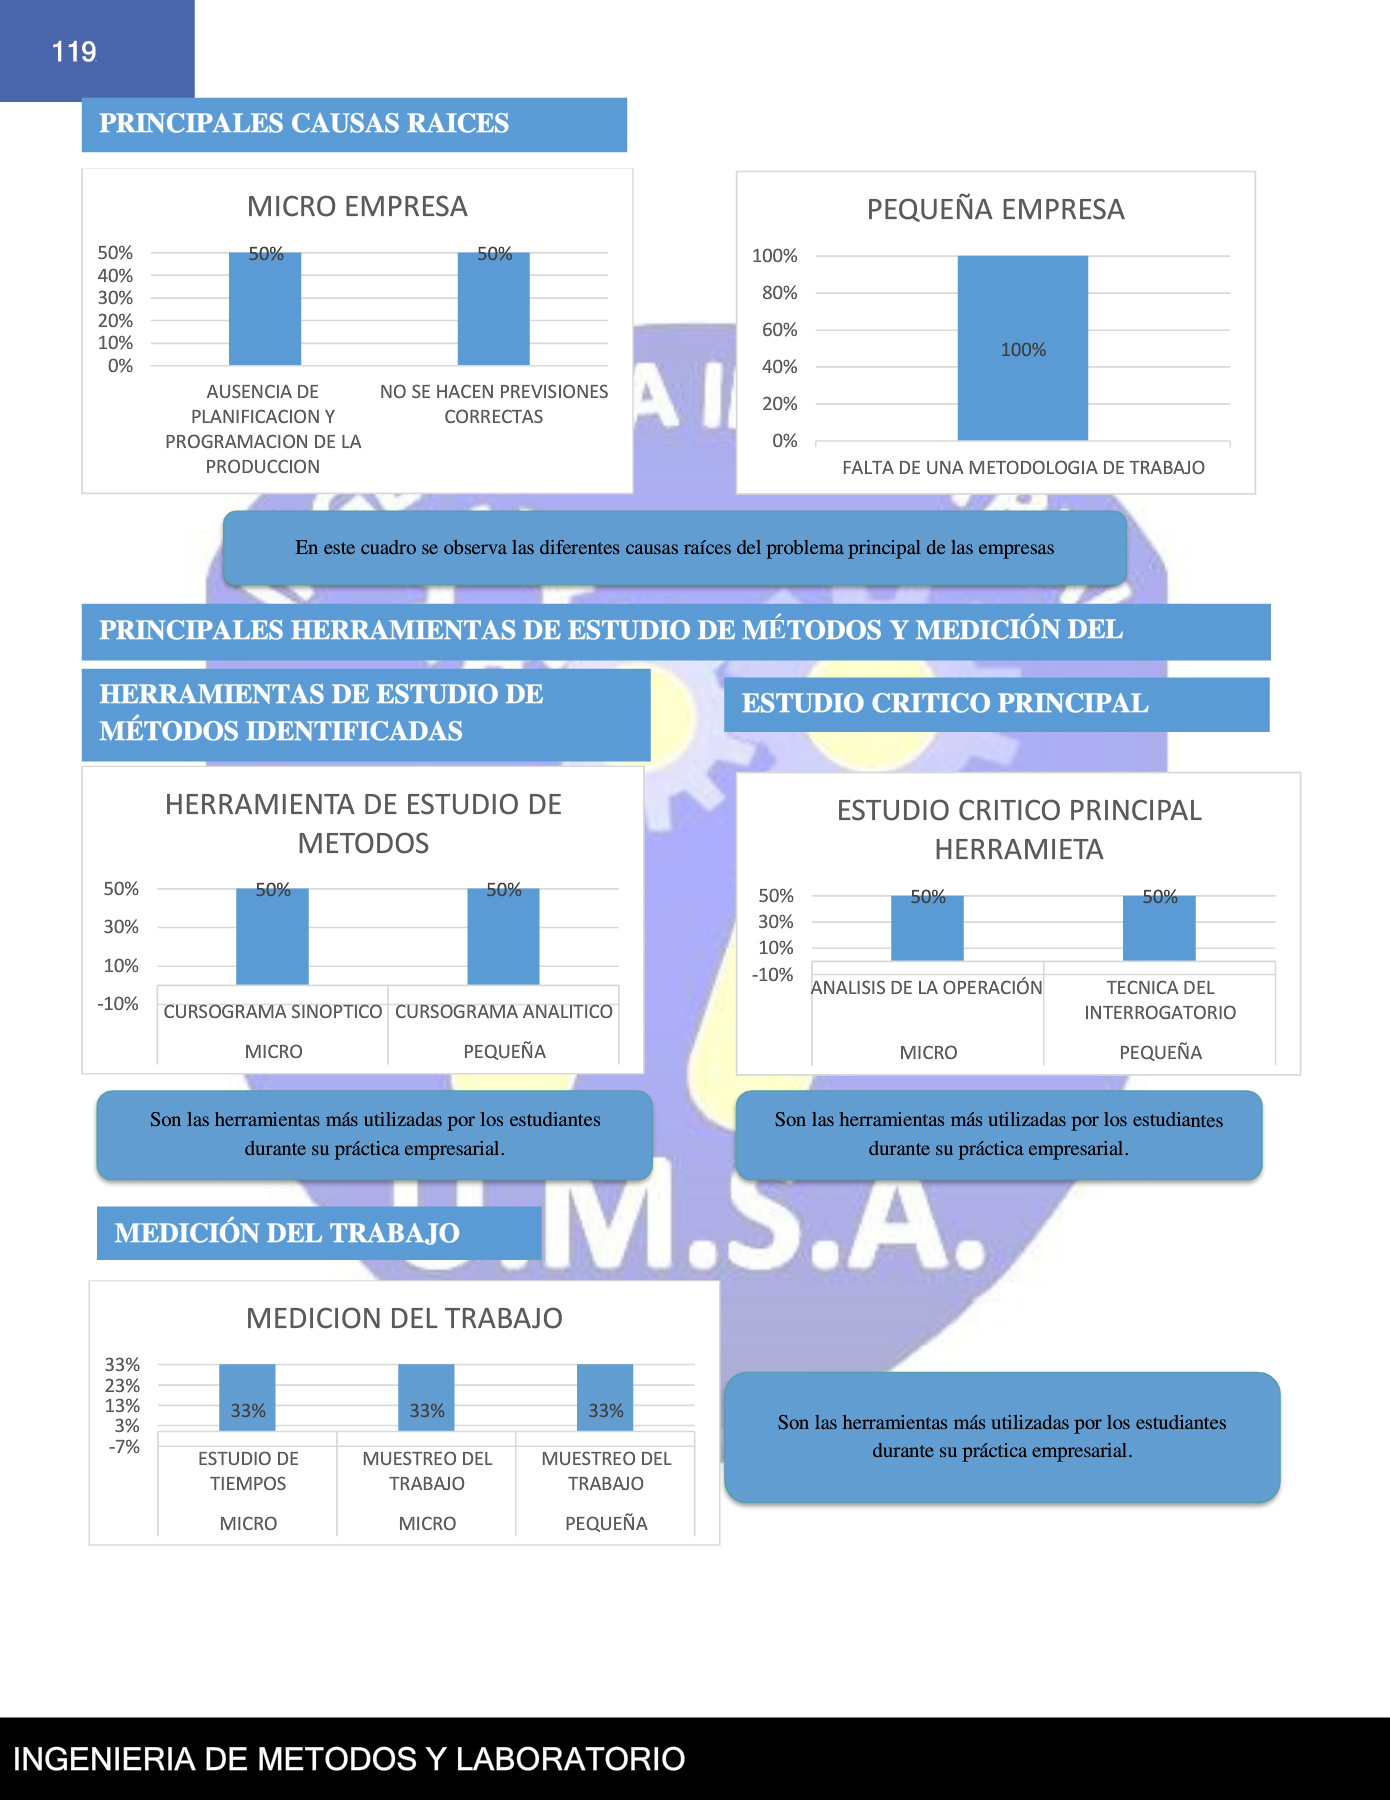 119
PRINCIPALES CAUSAS RAICES
MICRO EMPRESA
50%
40%
30%
20%
10%
0%
50%
50%
AUSENCIA DE
PLANIFICACION Y
PROGRAMACION DE LA
PRODUCCION
NO SE HACEN PREVISIONES
CORRECTAS
PEQUEÑA EMPRESA
100%
80%
60%
40%
20%
0%
100%
FALTA DE UNA METODOLOGIA DE TRABAJO
En este cuadro se observa las diferentes causas raíces del problema principal de las empresas
PRINCIPALES HERRAMIENTAS DE ESTUDIO DE MÉTODOS Y MEDICIÓN DEL
HERRAMIENTAS DE ESTUDIO DE
MÉTODOS IDENTIFICADAS
HERRAMIENTA DE ESTUDIO DE
METODOS
50%
30%
10%
-10%
50%
50%
CURSOGRAMA SINOPTICO
CURSOGRAMA ANALITICO
MICRO
PEQUEÑA
Son las herramientas más utilizadas por los estudiantes
durante su práctica empresarial.
ESTUDIO CRITICO PRINCIPAL
ESTUDIO CRITICO PRINCIPAL
HERRAMIETA
50%
30%
10%
-10%
50%
50%
ANALISIS DE LA OPERACIÓN
TECNICA DEL
INTERROGATORIO
MICRO
PEQUEÑA
Son las herramientas más utilizadas por los estudiantes
durante su práctica empresarial.
U.M.S.A.
MEDICIÓN DEL TRABAJO
MEDICION DEL TRABAJO
33%
23%
13%
3%
-7%
33%
33%
33%
ESTUDIO DE
TIEMPOS
MUESTREO DEL
TRABAJO
MUESTREO DEL
TRABAJO
MICRO
MICRO
PEQUEÑA
Son las herramientas más utilizadas por los estudiantes
durante su práctica empresarial.
INGENIERIA DE METODOS Y LABORATORIO